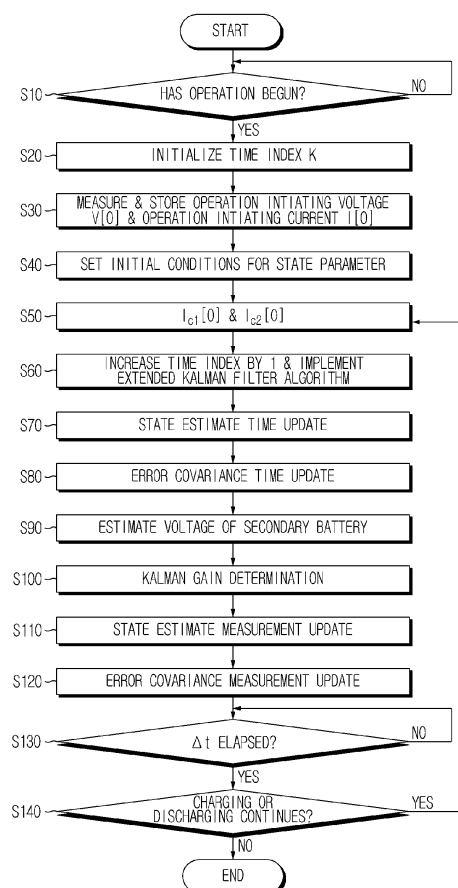 START
S10
HAS OPERATION BEGUN?
NO
YES
S20
INITIALIZE TIME INDEX K
S30
MEASURE & STORE OPERATION INTIATING VOLTAGE
V[0] & OPERATION INTIATING CURRENT I[0]
S40
SET INITIAL CONDITIONS FOR STATE PARAMETER
S50
Ic1[0] & Ic2[0]
S60
INCREASE TIME INDEX BY 1 & IMPLEMENT
EXTENDED KALMAN FILTER ALGORITHM
S70
STATE ESTIMATE TIME UPDATE
S80
ERROR COVARIANCE TIME UPDATE
S90
ESTIMATE VOLTAGE OF SECONDARY BATTERY
S100
KALMAN GAIN DETERMINATION
S110
STATE ESTIMATE MEASUREMENT UPDATE
S120
ERROR COVARIANCE MEASUREMENT UPDATE
S130
Δt ELAPSED?
NO
YES
S140
CHARGING OR
DISCHARGING CONTINUES?
YES
NO
END